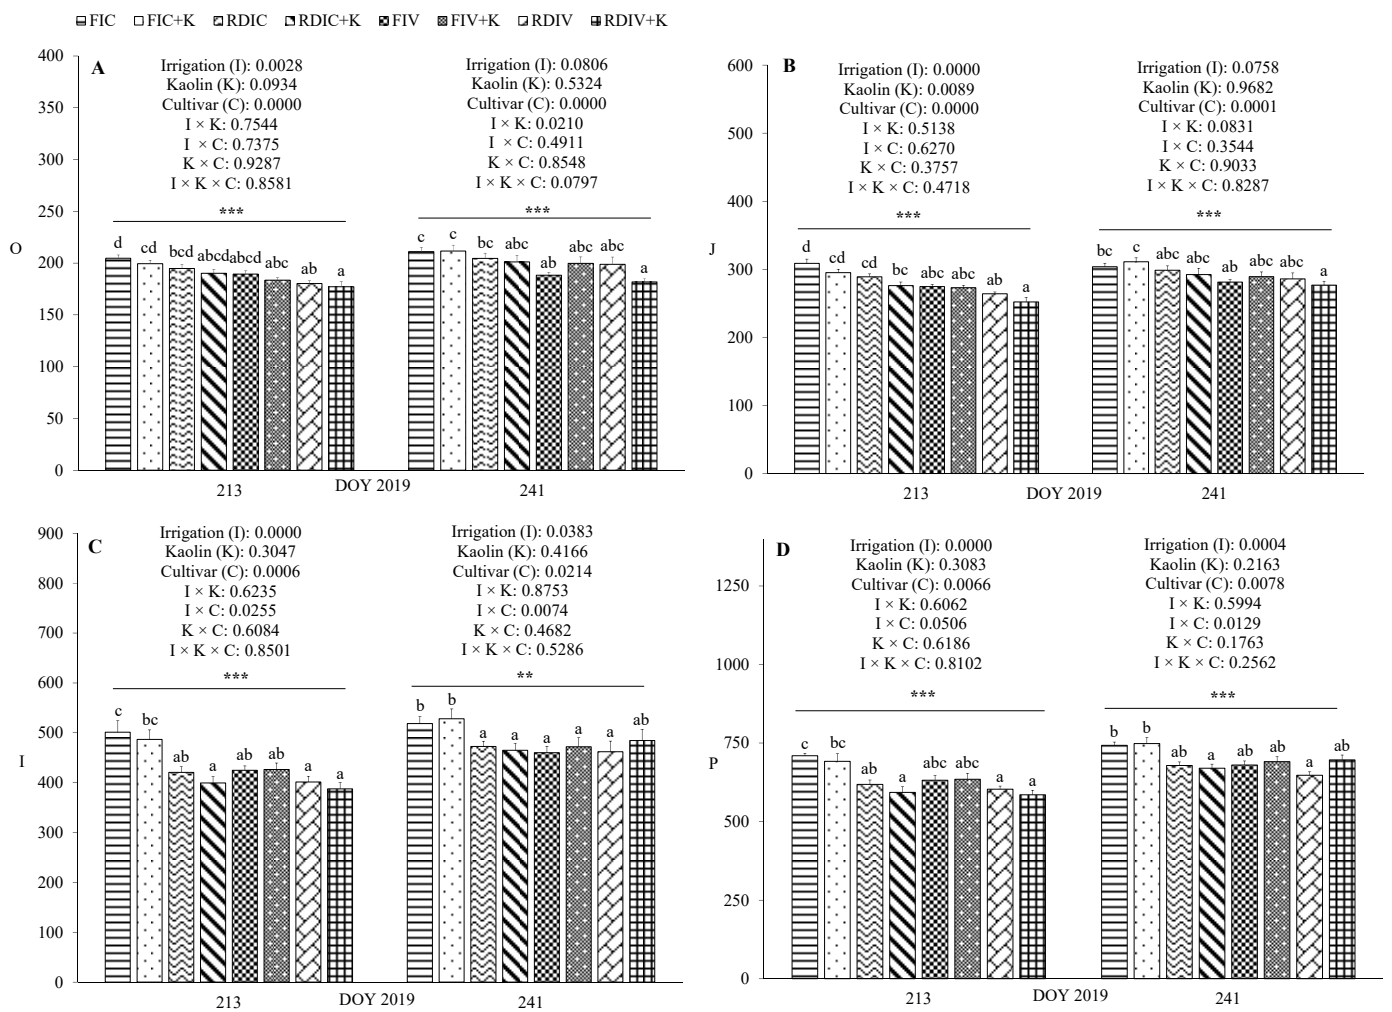 FIC FIC+K RDIC RDIC+K FIV FIV+K RDIV RDIV+K
A
O
400
350
300
250
200
150
100
50
0
Irrigation (I): 0.0028
Kaolin (K): 0.0934
Cultivar (C): 0.0000
I × K: 0.7544
I × C: 0.7375
K × C: 0.9287
I × K × C: 0.8581
***
d cd bcd abcd abcd abc ab a
Irrigation (I): 0.0806
Kaolin (K): 0.5324
Cultivar (C): 0.0000
I × K: 0.0210
I × C: 0.4911
K × C: 0.8548
I × K × C: 0.0797
***
c c bc abc ab abc abc a
213 DOY 2019 241
B
J
600
500
400
300
200
100
0
Irrigation (I): 0.0000
Kaolin (K): 0.0089
Cultivar (C): 0.0000
I × K: 0.5138
I × C: 0.6270
K × C: 0.3757
I × K × C: 0.4718
***
d cd cd bc abc abc ab a
Irrigation (I): 0.0758
Kaolin (K): 0.9682
Cultivar (C): 0.0001
I × K: 0.0831
I × C: 0.3544
K × C: 0.9033
I × K × C: 0.8287
***
bc c abc abc ab abc abc a
213 DOY 2019 241
C
I
900
800
700
600
500
400
300
200
100
0
Irrigation (I): 0.0000
Kaolin (K): 0.3047
Cultivar (C): 0.0006
I × K: 0.6235
I × C: 0.0255
K × C: 0.6084
I × K × C: 0.8501
***
c bc ab a ab ab a a
Irrigation (I): 0.0383
Kaolin (K): 0.4166
Cultivar (C): 0.0214
I × K: 0.8753
I × C: 0.0074
K × C: 0.4682
I × K × C: 0.5286
**
b b a a a a a ab
213 DOY 2019 241
D
P
1250
1000
750
500
250
0
Irrigation (I): 0.0000
Kaolin (K): 0.3083
Cultivar (C): 0.0066
I × K: 0.6062
I × C: 0.0506
K × C: 0.6186
I × K × C: 0.8102
***
c bc ab a abc abc a a
Irrigation (I): 0.0004
Kaolin (K): 0.2163
Cultivar (C): 0.0078
I × K: 0.5994
I × C: 0.0129
K × C: 0.1763
I × K × C: 0.2562
***
b b ab a ab ab a ab
213 DOY 2019 241